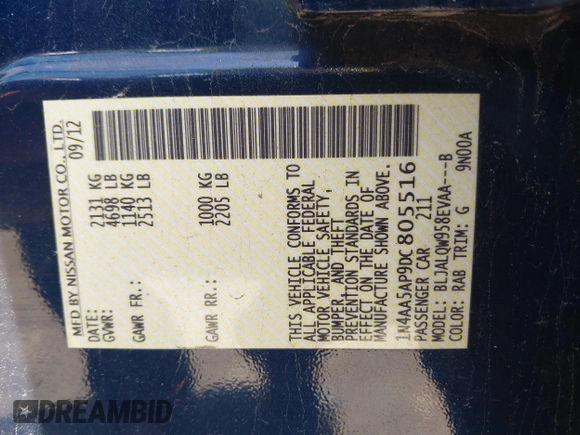 MFD BY NISSAN MOTOR CO., LTD.
DATE: 09/12
GVWR: 2131 KG
4698 LB
GAWR FR.: 1140 KG
2513 LB
GAWR RR.: 1000 KG
2205 LB
THIS VEHICLE CONFORMS TO
ALL APPLICABLE FEDERAL
MOTOR VEHICLE SAFETY,
BUMPER, AND THEFT
PREVENTION STANDARDS IN
EFFECT ON THE DATE OF
MANUFACTURE SHOWN ABOVE.
1N4AA5AP9DC805516
PASSENGER CAR 211
MODEL: BLJALQW958EVAA---B
COLOR: RAB TRIM: G 9N00A
DREAMBID